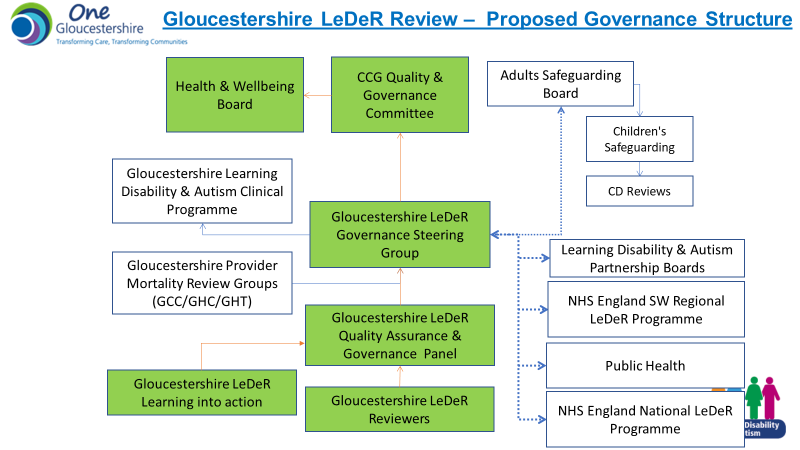 One
Gloucestershire
Transforming Care, Transforming Communities
Gloucestershire LeDeR Review – Proposed Governance Structure
Health & Wellbeing
Board
CCG Quality &
Governance
Committee
Adults Safeguarding
Board
Children's
Safeguarding
CD Reviews
Gloucestershire Learning
Disability & Autism Clinical
Programme
Gloucestershire LeDeR
Governance Steering
Group
Gloucestershire Provider
Mortality Review Groups
(GCC/GHC/GHT)
Learning Disability & Autism
Partnership Boards
NHS England SW Regional
LeDeR Programme
Gloucestershire LeDeR
Quality Assurance &
Governance Panel
Public Health
Gloucestershire LeDeR
Learning into action
Gloucestershire LeDeR
Reviewers
NHS England National LeDeR
Programme
Disability
tism